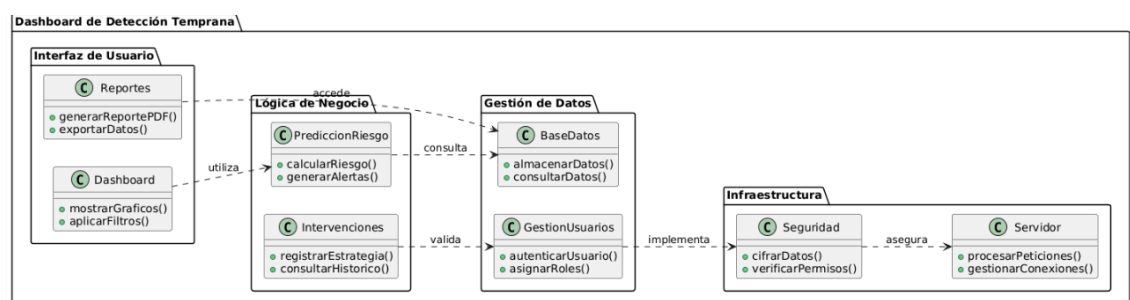 Dashboard de Detección Temprana
Interfaz de Usuario
C Reportes
generarReportePDF()
exportarDatos()
C Dashboard
mostrarGraficos()
aplicarFiltros()
accede
utiliza
Lógica de Negocio
C PrediccionRiesgo
calcularRiesgo()
generarAlertas()
C Intervenciones
registrarEstrategia()
consultarHistorico()
consulta
valida
Gestión de Datos
C BaseDatos
almacenarDatos()
consultarDatos()
C GestionUsuarios
autenticarUsuario()
asignarRoles()
implementa
Infraestructura
C Seguridad
cifrarDatos()
verificarPermisos()
asegura
C Servidor
procesarPeticiones()
gestionarConexiones()